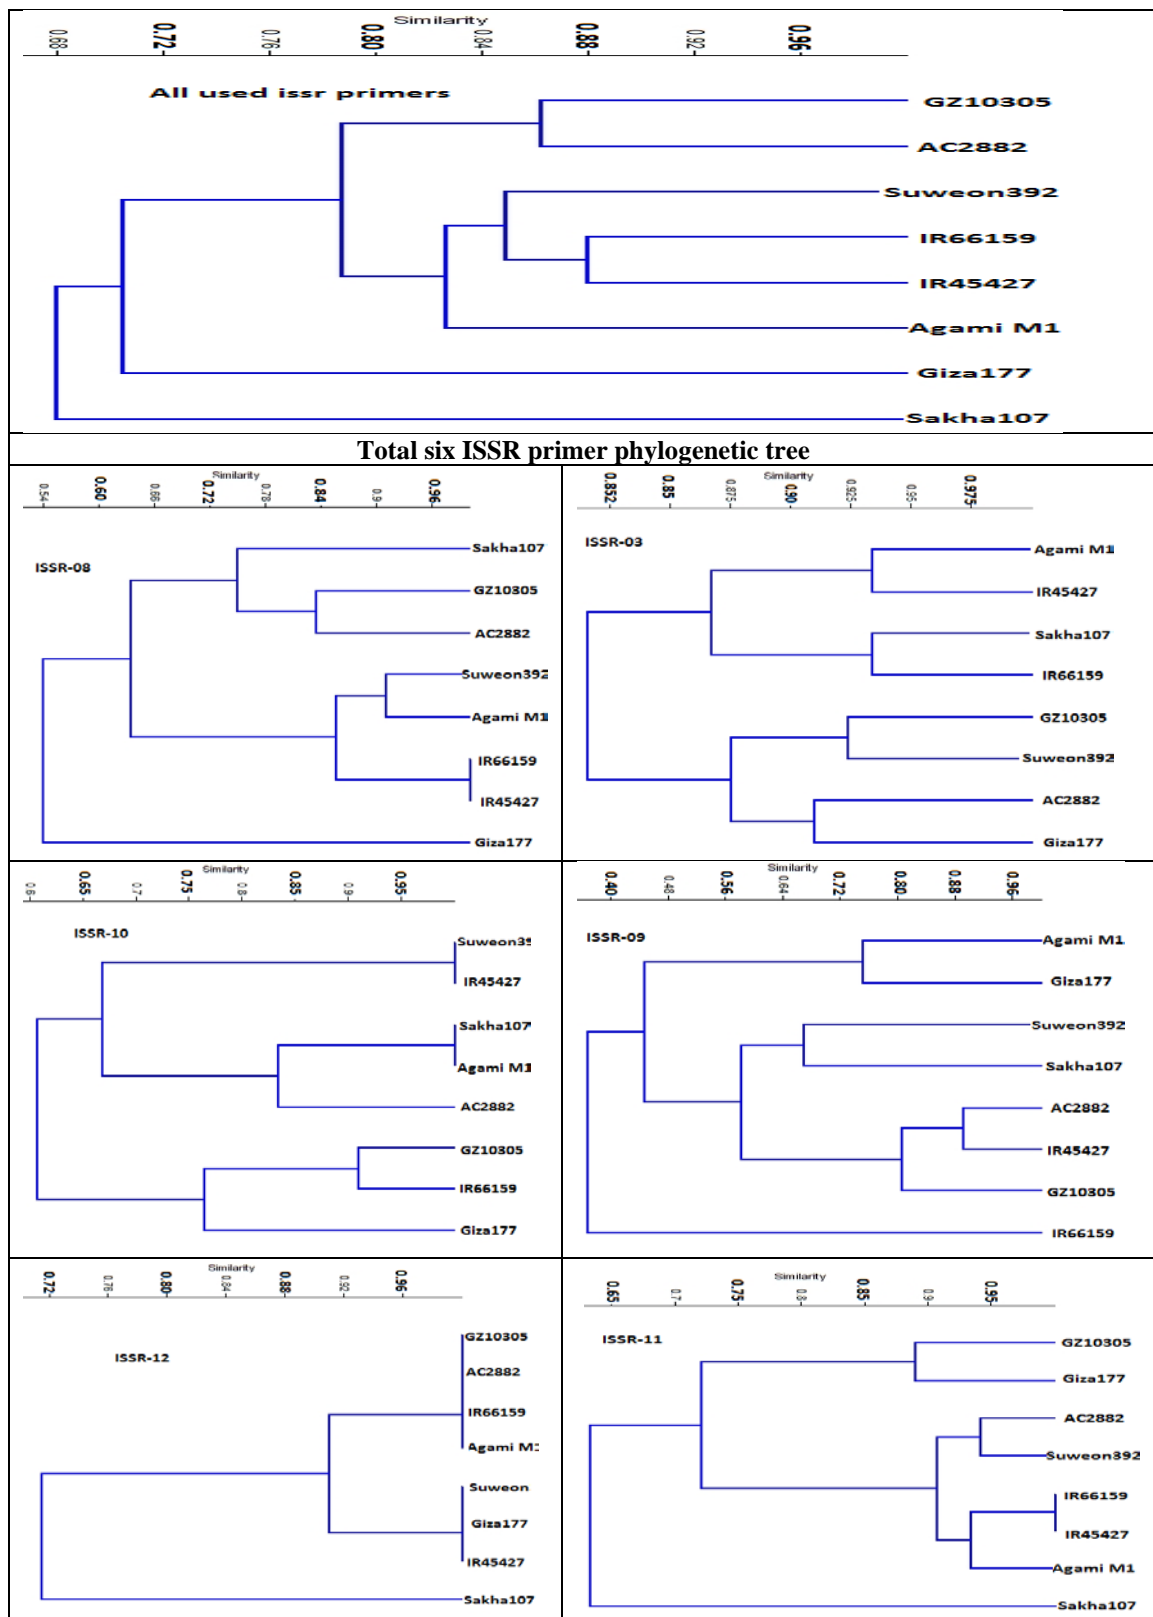 Similarity
0.68 0.72 0.76 0.80 0.84 0.88 0.92 0.96
All used issr primers
GZ10305
AC2882
Suweon392
IR66159
IR45427
Agami M1
Giza177
Sakha107
Total six ISSR primer phylogenetic tree
Similarity
0.54 0.60 0.66 0.72 0.78 0.84 0.9 0.96
ISSR-08
Sakha107
GZ10305
AC2882
Suweon392
Agami M1
IR66159
IR45427
Giza177
Similarity
0.852 0.85 0.875 0.90 0.925 0.95 0.975
ISSR-03
Agami M1
IR45427
Sakha107
IR66159
GZ10305
Suweon392
AC2882
Giza177
Similarity
0.6 0.65 0.7 0.75 0.8 0.85 0.9 0.95
ISSR-10
Suweon39
IR45427
Sakha107
Agami M1
AC2882
GZ10305
IR66159
Giza177
Similarity
0.40 0.48 0.56 0.64 0.72 0.80 0.88 0.96
ISSR-09
Agami M1
Giza177
Suweon392
Sakha107
AC2882
IR45427
GZ10305
IR66159
Similarity
0.72 0.76 0.80 0.84 0.88 0.92 0.96
ISSR-12
GZ10305
AC2882
IR66159
Agami M1
Suweon
Giza177
IR45427
Sakha107
Similarity
0.65 0.7 0.75 0.8 0.85 0.9 0.95
ISSR-11
GZ10305
Giza177
AC2882
Suweon392
IR66159
IR45427
Agami M1
Sakha107